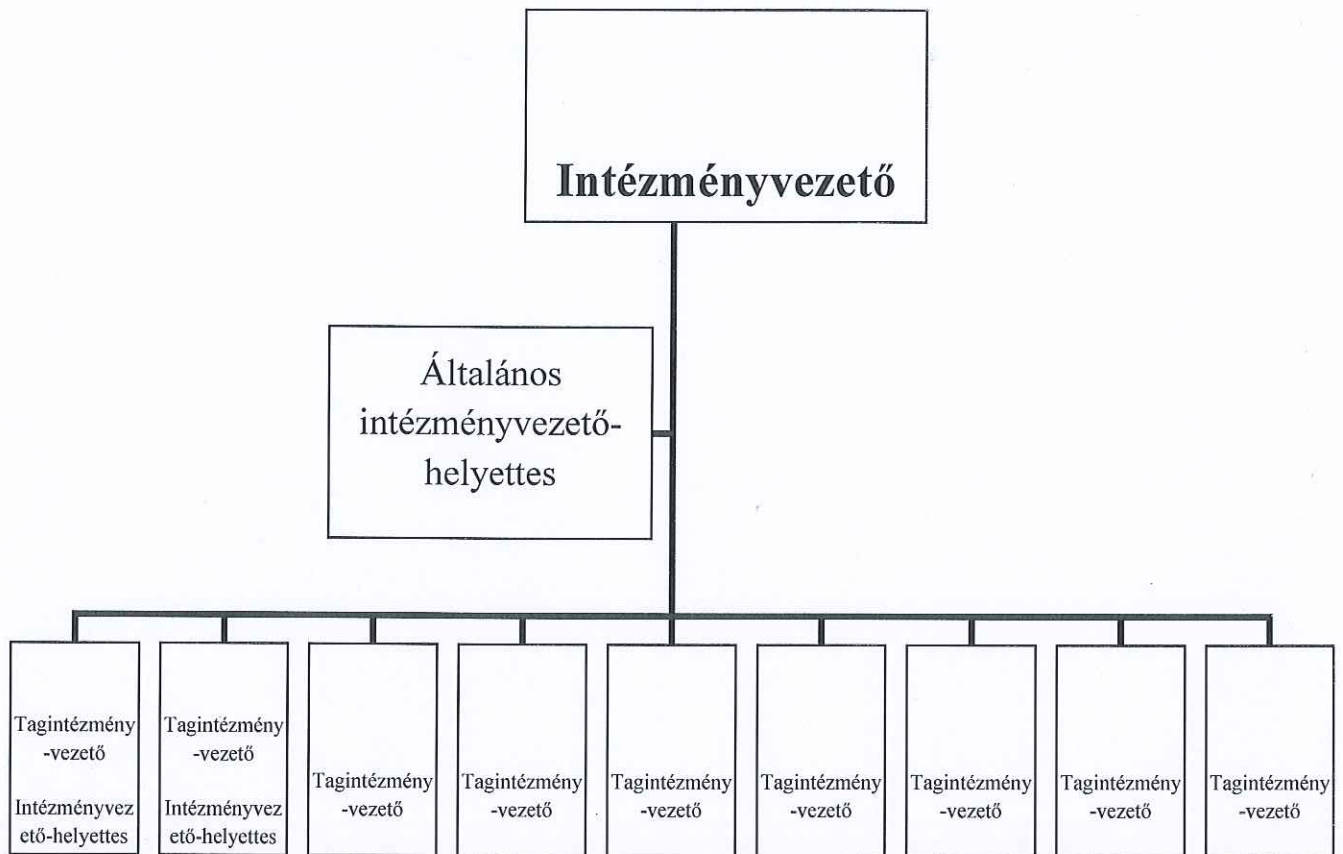 Intézményvezető
Általános
intézményvezető-
helyettes
Tagintézmény
-vezető
Intézményvez
ető-helyettes
Tagintézmény
-vezető
Intézményvez
ető-helyettes
Tagintézmény
-vezető
Tagintézmény
-vezető
Tagintézmény
-vezető
Tagintézmény
-vezető
Tagintézmény
-vezető
Tagintézmény
-vezető
Tagintézmény
-vezető